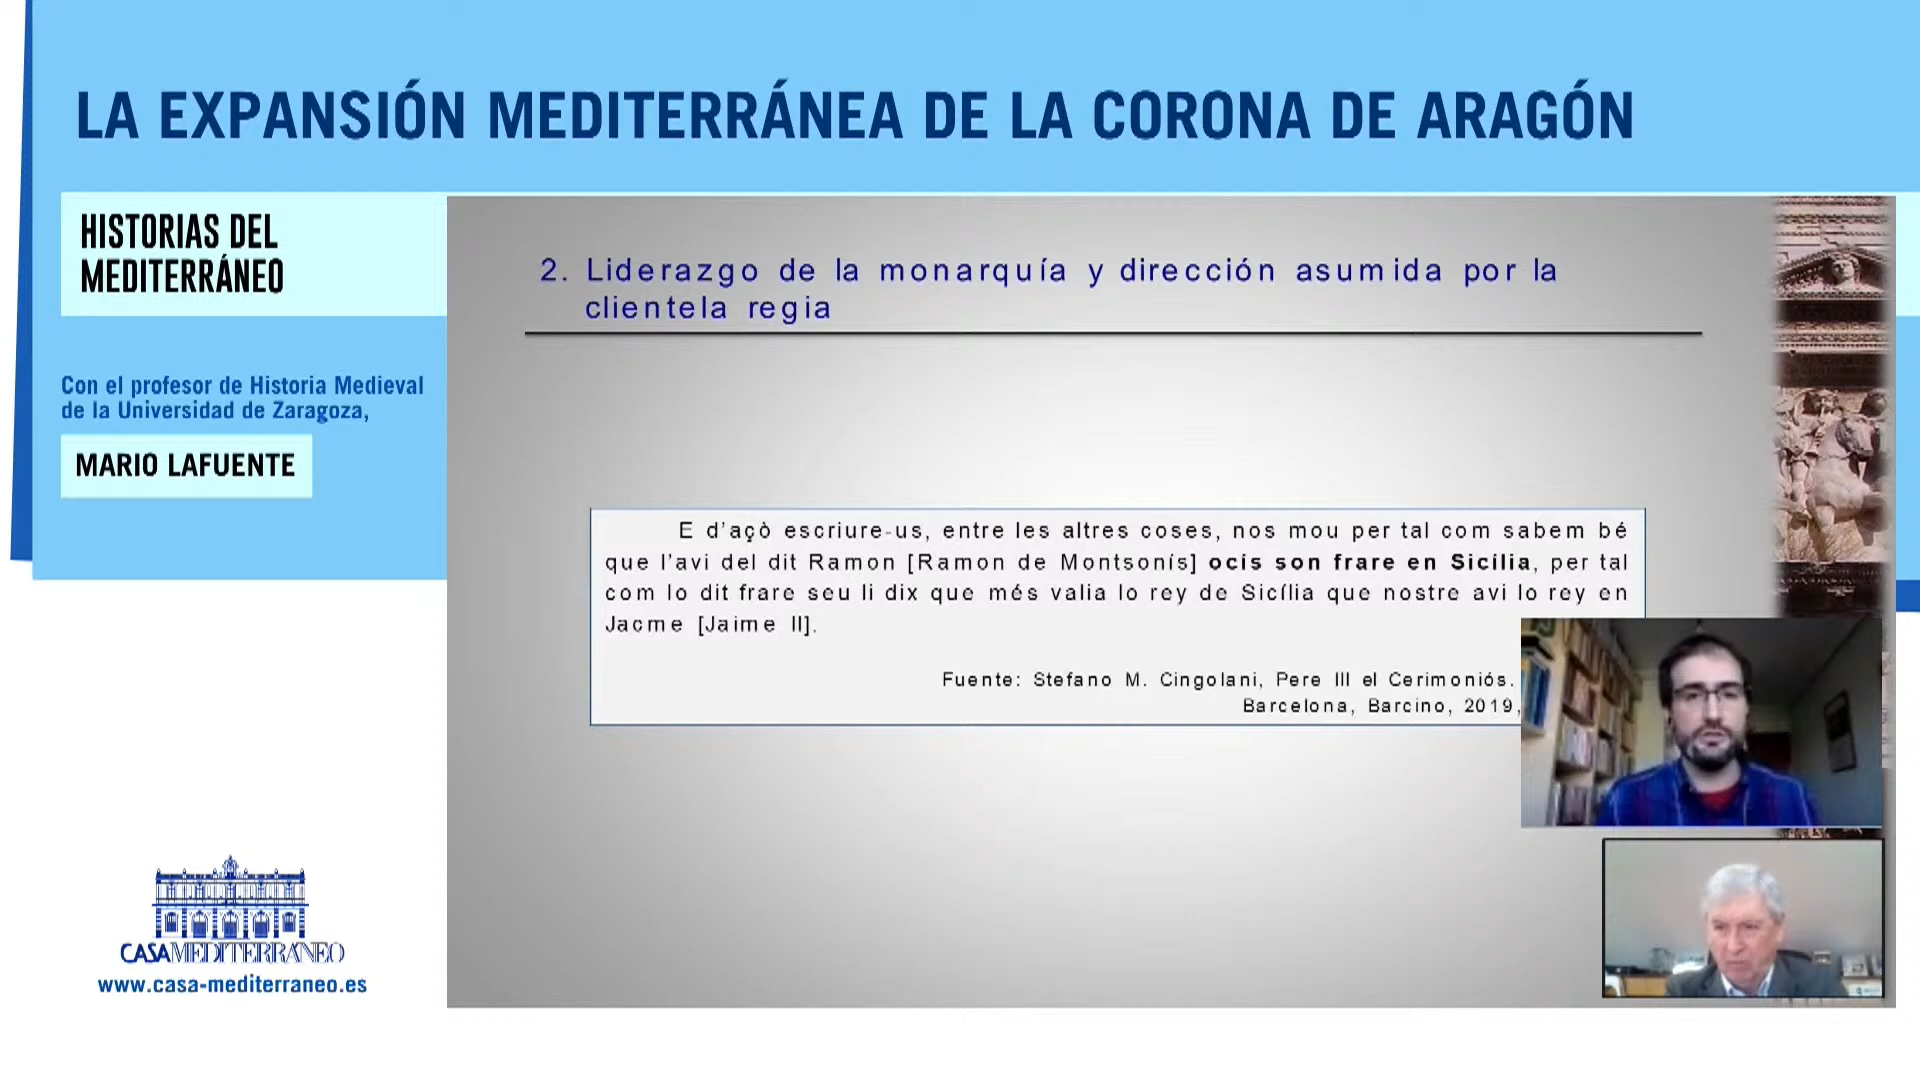 LA EXPANSIÓN MEDITERRÁNEA DE LA CORONA DE ARAGÓN
HISTORIAS DEL
MEDITERRÁNEO
Con el profesor de Historia Medieval
de la Universidad de Zaragoza,
MARIO LAFUENTE
2. Liderazgo de la monarquía y dirección asumida por la
clientela regia
E d’açò escriure-us, entre les altres coses, nos mou per tal com sabem bé
que l’avi del dit Ramon [Ramon de Montsonís] ocís son frare en Sicília, per tal
com lo dit frare seu li dix que més valia lo rey de Sicília que nostre avi lo rey en
Jacme [Jaime II].
Fuente: Stefano M. Cingolani, Pere III el Cerimoniós.
Barcelona, Barcino, 2019,
CASA MEDITERRÁNEO
www.casa-mediterraneo.es